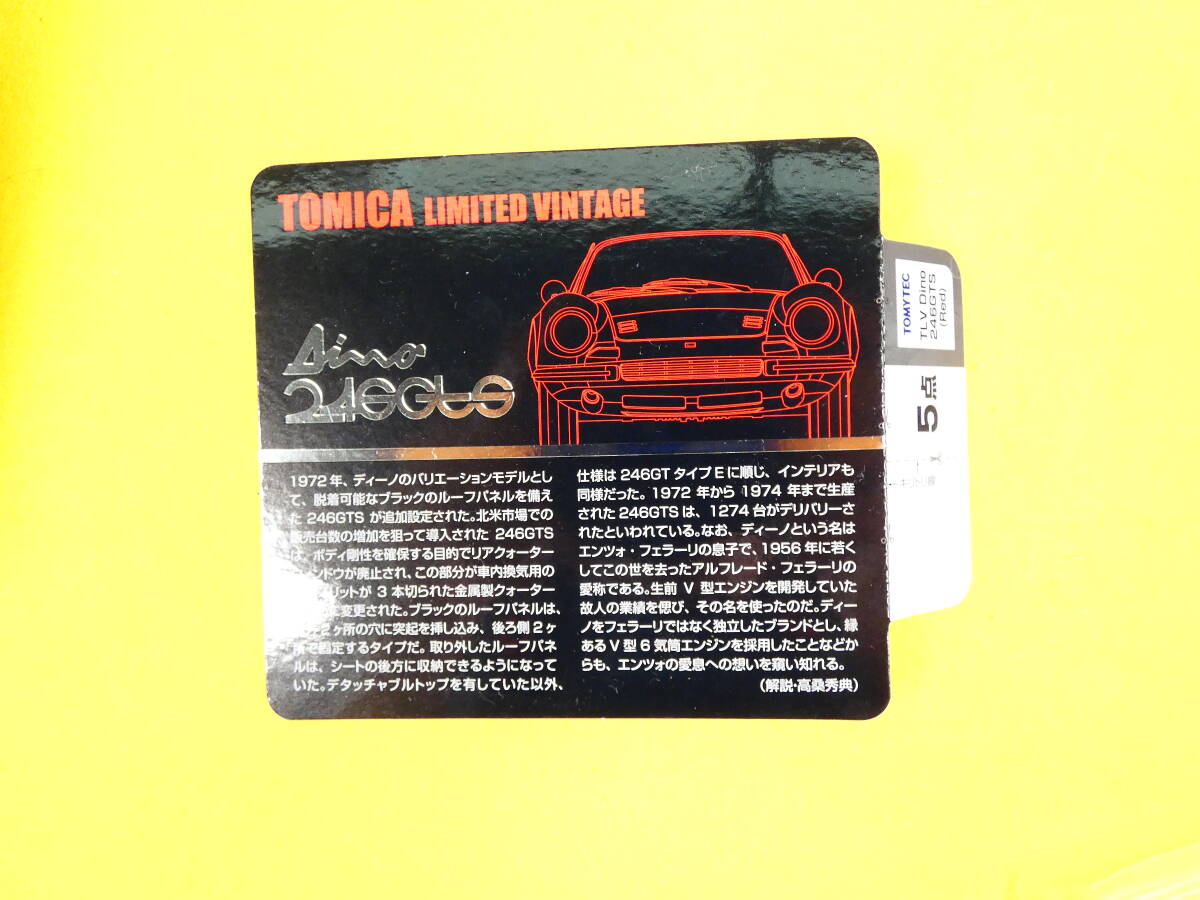 TOMICA LIMITED VINTAGE
Dino
246GTS
1972年、ディーノのバリエーションモデルとし
て、脱着可能なブラックのルーフパネルを備え
た 246GTS が追加設定された。北米市場での
販売台数の増加を狙って導入された 246GTS
は、ボディ剛性を確保する目的でリアクォーター
ンドウが廃止され、この部分が車内換気用の
リットが 3 本切られた金属製クォーター
に変更された。ブラックのルーフパネルは、
2ヶ所の穴に突起を挿し込み、後ろ側2ヶ
所で固定するタイプだ。取り外したルーフパネ
ルは、シートの後方に収納できるようになって
いた。デタッチャブルトップを有していた以外、
仕様は 246GT タイプ E に順じ、インテリアも
同様だった。1972 年から 1974 年まで生産
された 246GTS は、1274 台がデリバリーさ
れたといわれている。なお、ディーノという名は
エンツォ・フェラーリの息子で、1956 年に若く
してこの世を去ったアルフレード・フェラーリの
愛称である。生前 V 型エンジンを開発していた
故人の業績を偲び、その名を使ったのだ。ディー
ノをフェラーリではなく独立したブランドとし、縁
ある V 型 6 気筒エンジンを採用したことなどか
らも、エンツォの愛息への想いを窺い知れる。
（解説・高桑秀典）
TOMYTEC
TLV Dino
246GTS
(Red)
5点
キリトリ線